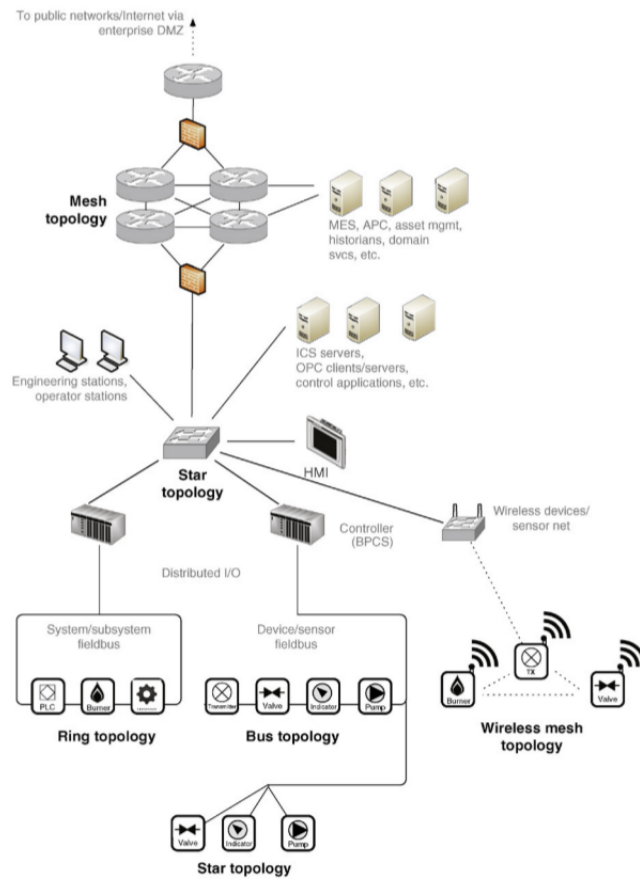 To public networks/Internet via
enterprise DMZ
Mesh
topology
MES, APC, asset mgmt,
historians, domain
svcs, etc.
Engineering stations,
operator stations
ICS servers,
OPC clients/servers,
control applications, etc.
Star
topology
HMI
Controller
(BPCS)
Wireless devices/
sensor net
Distributed I/O
System/subsystem
fieldbus
Device/sensor
fieldbus
PLC
Burner
Transmitter
Valve
Indicator
Pump
TX
Burner
Valve
Ring topology
Bus topology
Wireless mesh
topology
Valve
Indicator
Pump
Star topology